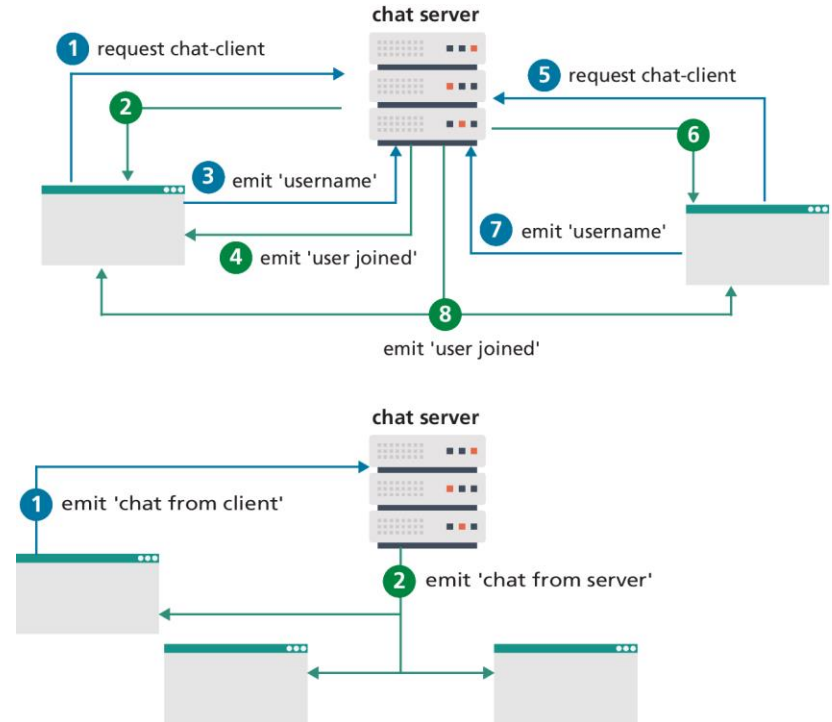 chat server
1 request chat-client
5 request chat-client
2
6
3 emit 'username'
7 emit 'username'
4 emit 'user joined'
8
emit 'user joined'
chat server
1 emit 'chat from client'
2 emit 'chat from server'